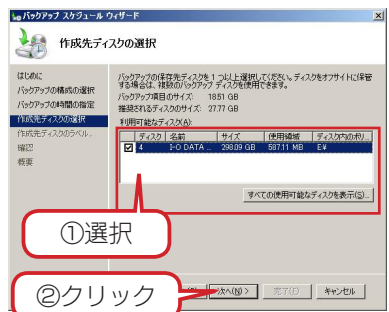 バックアップ スケジュール ウィザード
作成先ディスクの選択
はじめに
バックアップの構成の選択
バックアップの時間の指定
作成先ディスクの選択
作成先ディスクのラベル...
確認
概要
バックアップの保存先ディスクを 1 つ以上選択してください。ディスクをオフサイトに保管
する場合は、複数のバックアップ ディスクを使用できます。
バックアップ項目のサイズ: 18.51 GB
推奨されるディスクのサイズ: 27.77 GB
利用可能なディスク(A):
ディスク 名前 サイズ 使用領域 ディスク内のボリ...
4 I-O DATA ... 298.09 GB 587.11 MB E¥
すべての使用可能なディスクを表示(S)...
①選択
②クリック
次へ(N) > 完了(F) キャンセル